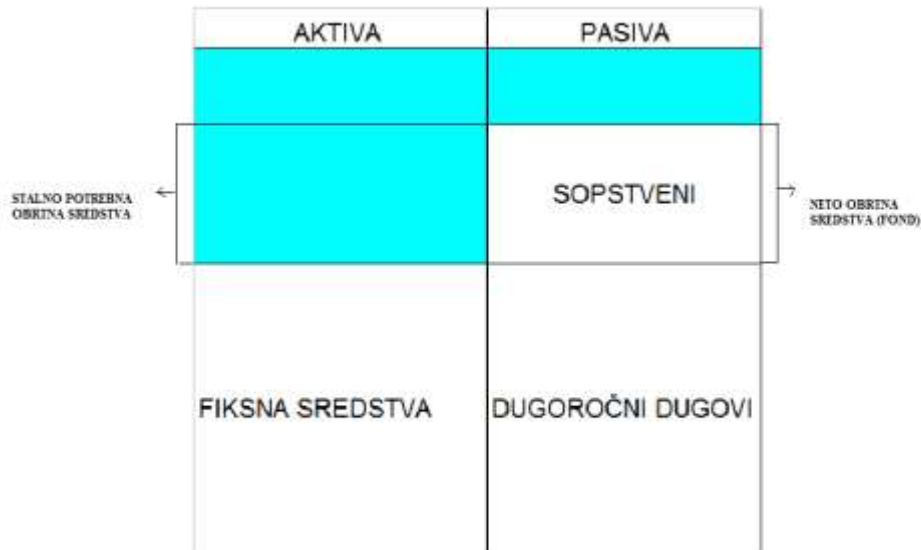 AKTIVA
PASIVA
SOPSTVENI
STALNO POTREBNA
OBRTNA SREDSTVA
NETO OBRTNA
SREDSTVA (FOND)
FIKSNA SREDSTVA
DUGOROČNI DUGOVI